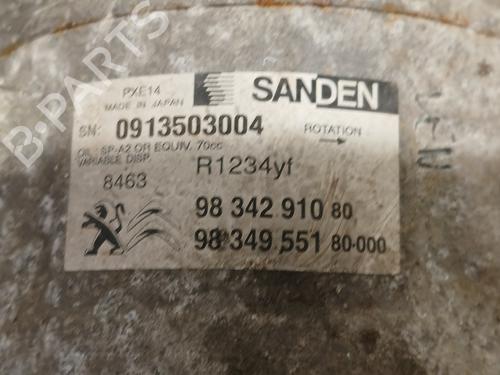 PXE14
MADE IN JAPAN
SANDEN
SN: 0913503004
ROTATION
OIL SP-A2 OR EQUIV. 70cc
VARIABLE DISP.
R1234yf
8463
98 342 910 80
98 349 551 80-000
B-PARTS